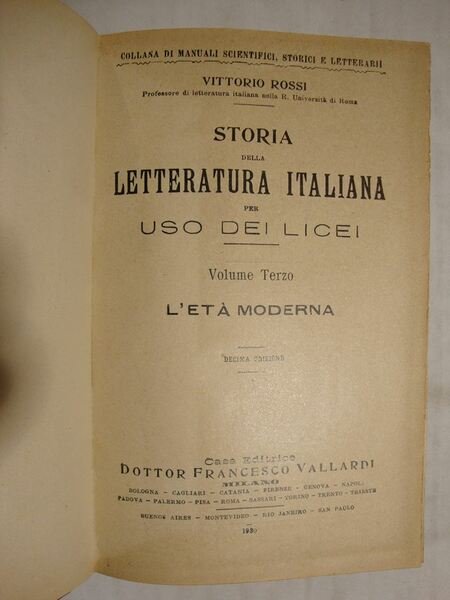 COLLANA DI MANUALI SCIENTIFICI, STORICI E LETTERARII
VITTORIO ROSSI
Professore di letteratura italiana nella R. Università di Roma
STORIA
DELLA
LETTERATURA ITALIANA
PER
USO DEI LICEI
Volume Terzo
L'ETÀ MODERNA
DECIMA EDIZIONE
Casa Editrice
DOTTOR FRANCESCO VALLARDI
MILANO
BOLOGNA - CAGLIARI - CATANIA - FIRENZE - GENOVA - NAPOLI
PADOVA - PALERMO - PISA - ROMA - SASSARI - TORINO - TRENTO - TRIESTE
BUENOS AIRES - MONTEVIDEO - RIO JANEIRO - SAN PAULO
1930